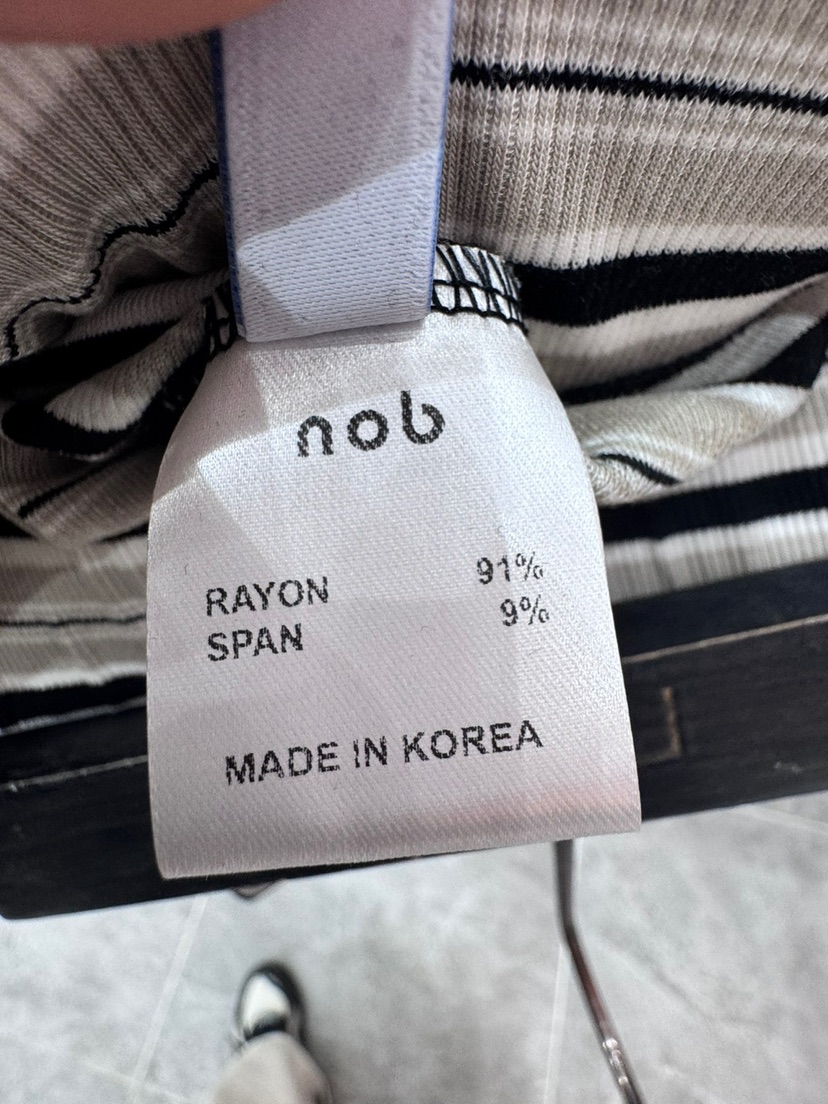 nob
RAYON 91%
SPAN 9%
MADE IN KOREA